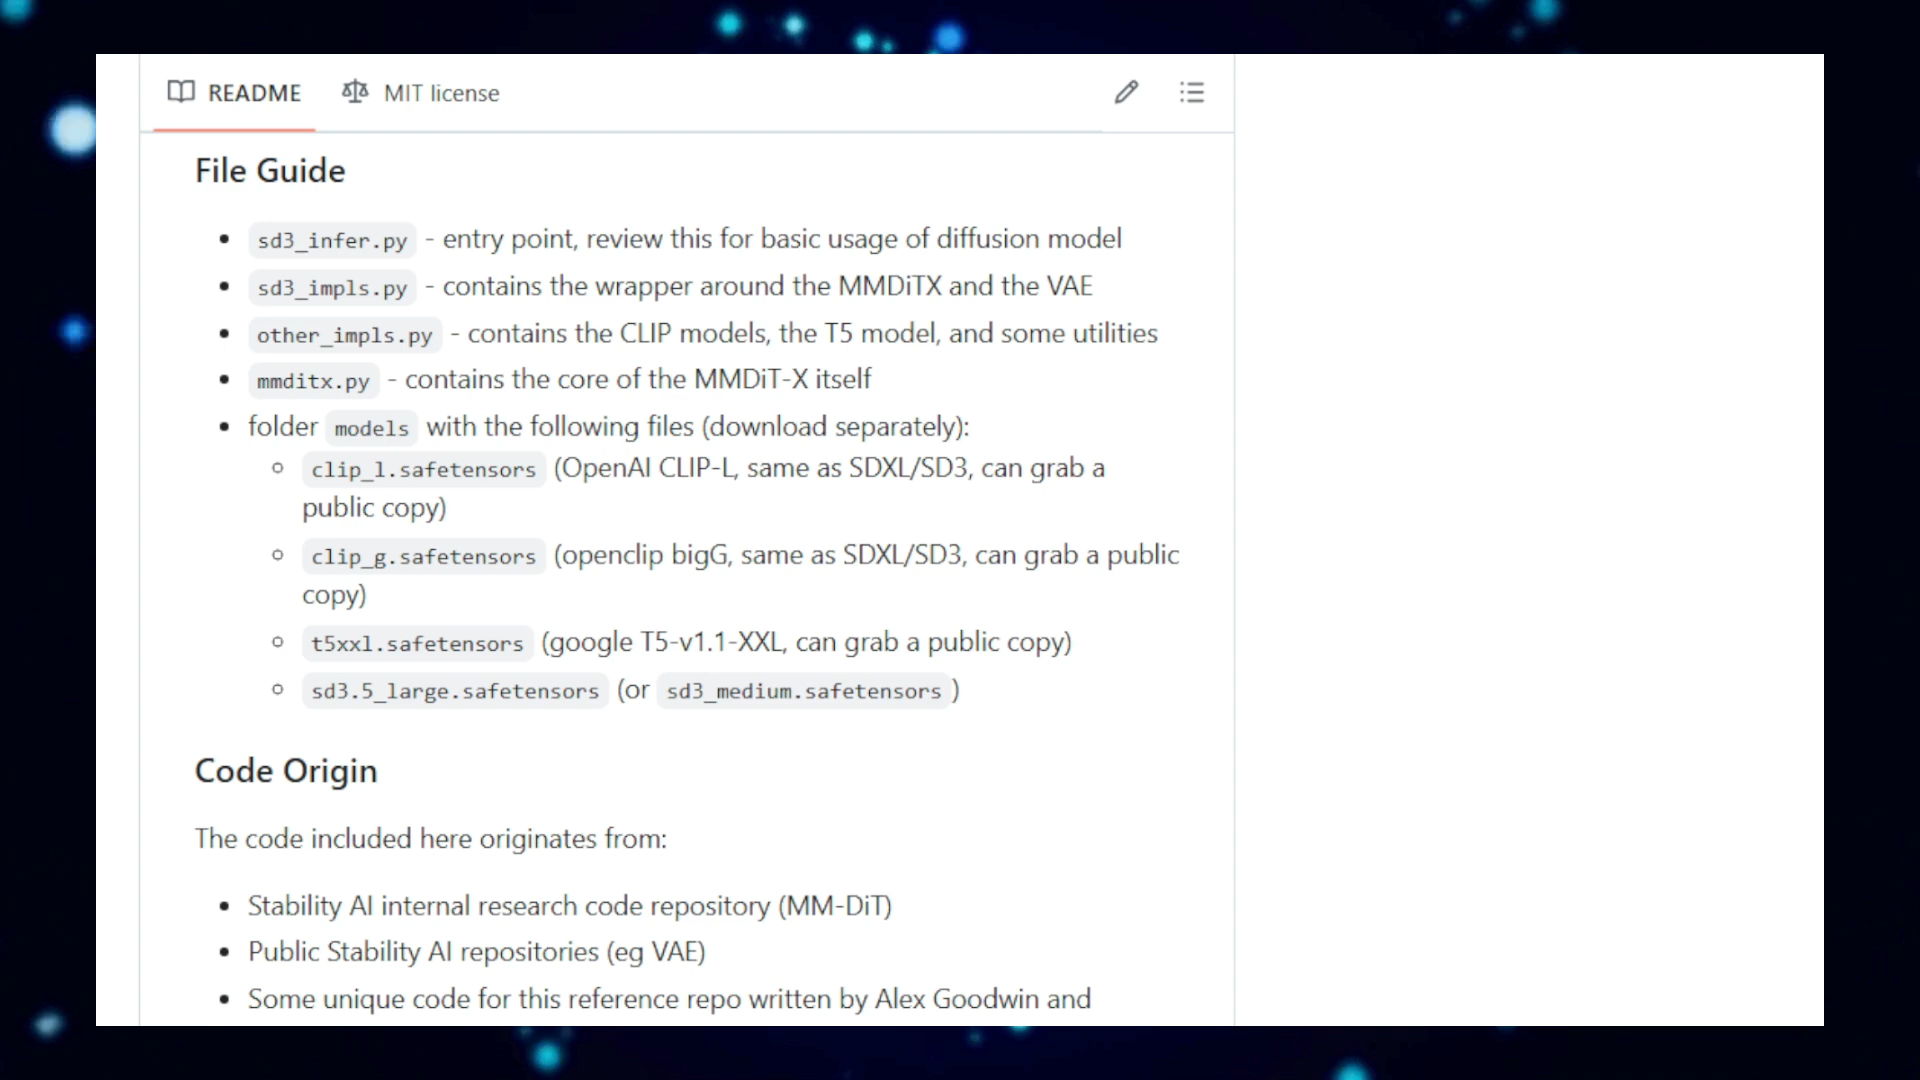 README MIT license
File Guide
sd3_infer.py - entry point, review this for basic usage of diffusion model
sd3_impls.py - contains the wrapper around the MMDiTX and the VAE
other_impls.py - contains the CLIP models, the T5 model, and some utilities
mmditx.py - contains the core of the MMDiT-X itself
folder models with the following files (download separately):
clip_l.safetensors (OpenAI CLIP-L, same as SDXL/SD3, can grab a
public copy)
clip_g.safetensors (openclip bigG, same as SDXL/SD3, can grab a public
copy)
t5xxl.safetensors (google T5-v1.1-XXL, can grab a public copy)
sd3.5_large.safetensors (or sd3_medium.safetensors)
Code Origin
The code included here originates from:
Stability AI internal research code repository (MM-DiT)
Public Stability AI repositories (eg VAE)
Some unique code for this reference repo written by Alex Goodwin and